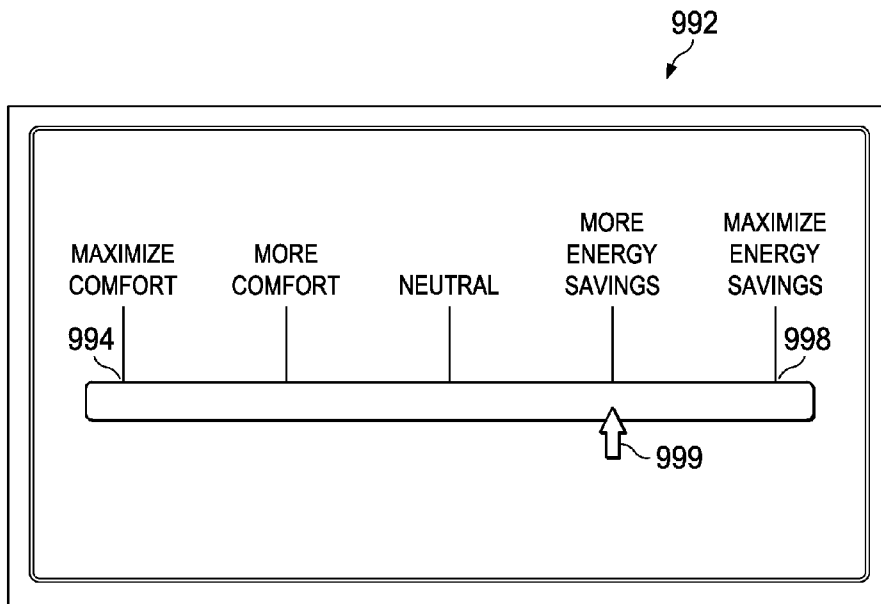 992
MAXIMIZE
COMFORT
MORE
COMFORT
NEUTRAL
MORE
ENERGY
SAVINGS
MAXIMIZE
ENERGY
SAVINGS
994
998
999